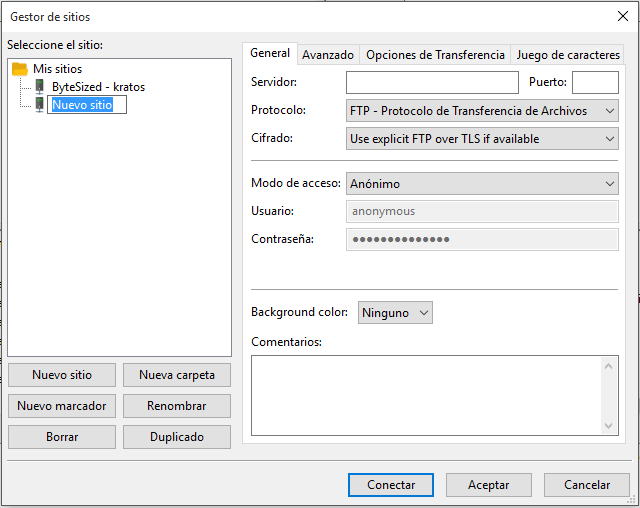 Gestor de sitios
Seleccione el sitio:
Mis sitios
ByteSized - kratos
Nuevo sitio
Nuevo sitio
Nueva carpeta
Nuevo marcador
Renombrar
Borrar
Duplicado
General
Avanzado
Opciones de Transferencia
Juego de caracteres
Servidor:
Puerto:
Protocolo:
FTP - Protocolo de Transferencia de Archivos
Cifrado:
Use explicit FTP over TLS if available
Modo de acceso:
Anónimo
Usuario:
anonymous
Contraseña:
●●●●●●●●●●●●●●
Background color:
Ninguno
Comentarios:
Conectar
Aceptar
Cancelar